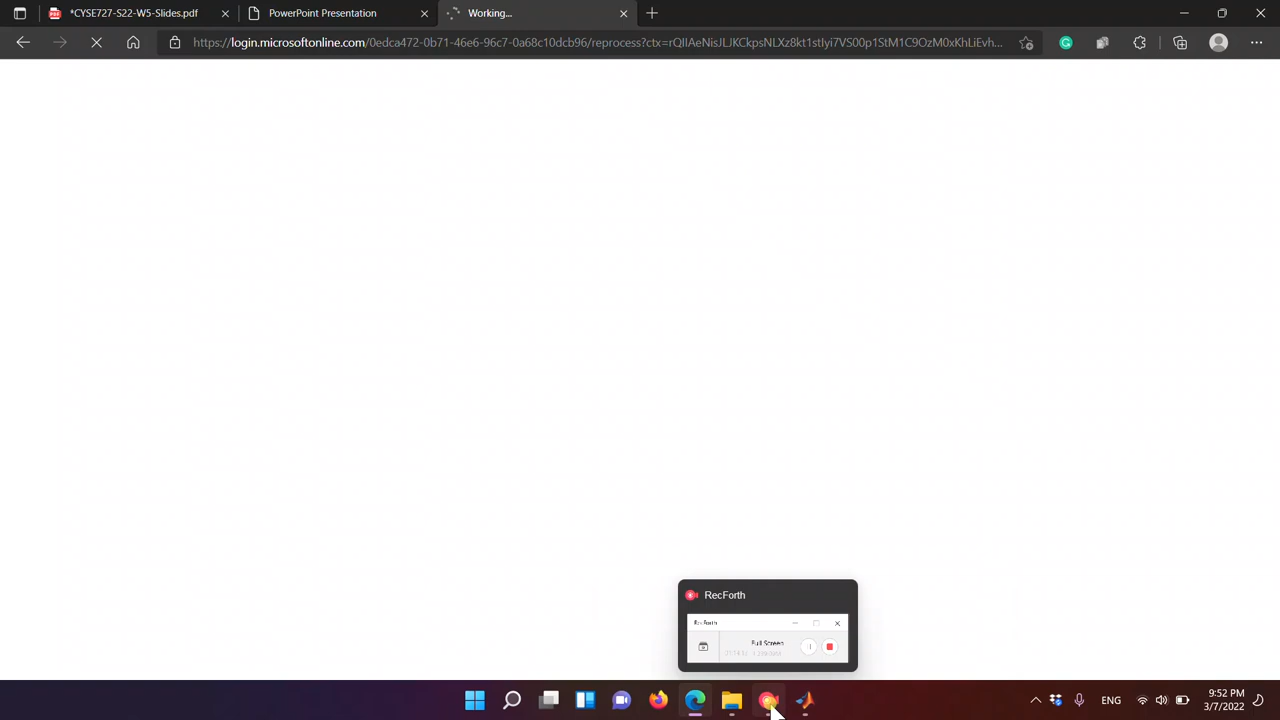 *CYSE727-S22-W5-Slides.pdf
PowerPoint Presentation
Working...
https://login.microsoftonline.com/0edca472-0b71-46e6-96c7-0a68c10dcb96/reprocess?ctx=
RecForth
RecForth
Full Screen
ENG
9:52 PM
3/7/2022